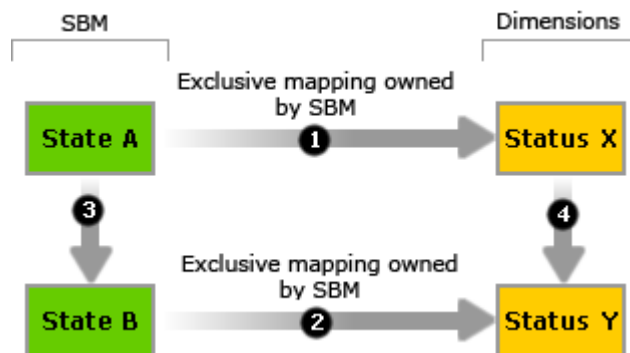 SBM
Dimensions
Exclusive mapping owned
by SBM
State A
1
Status X
3
4
Exclusive mapping owned
by SBM
State B
2
Status Y